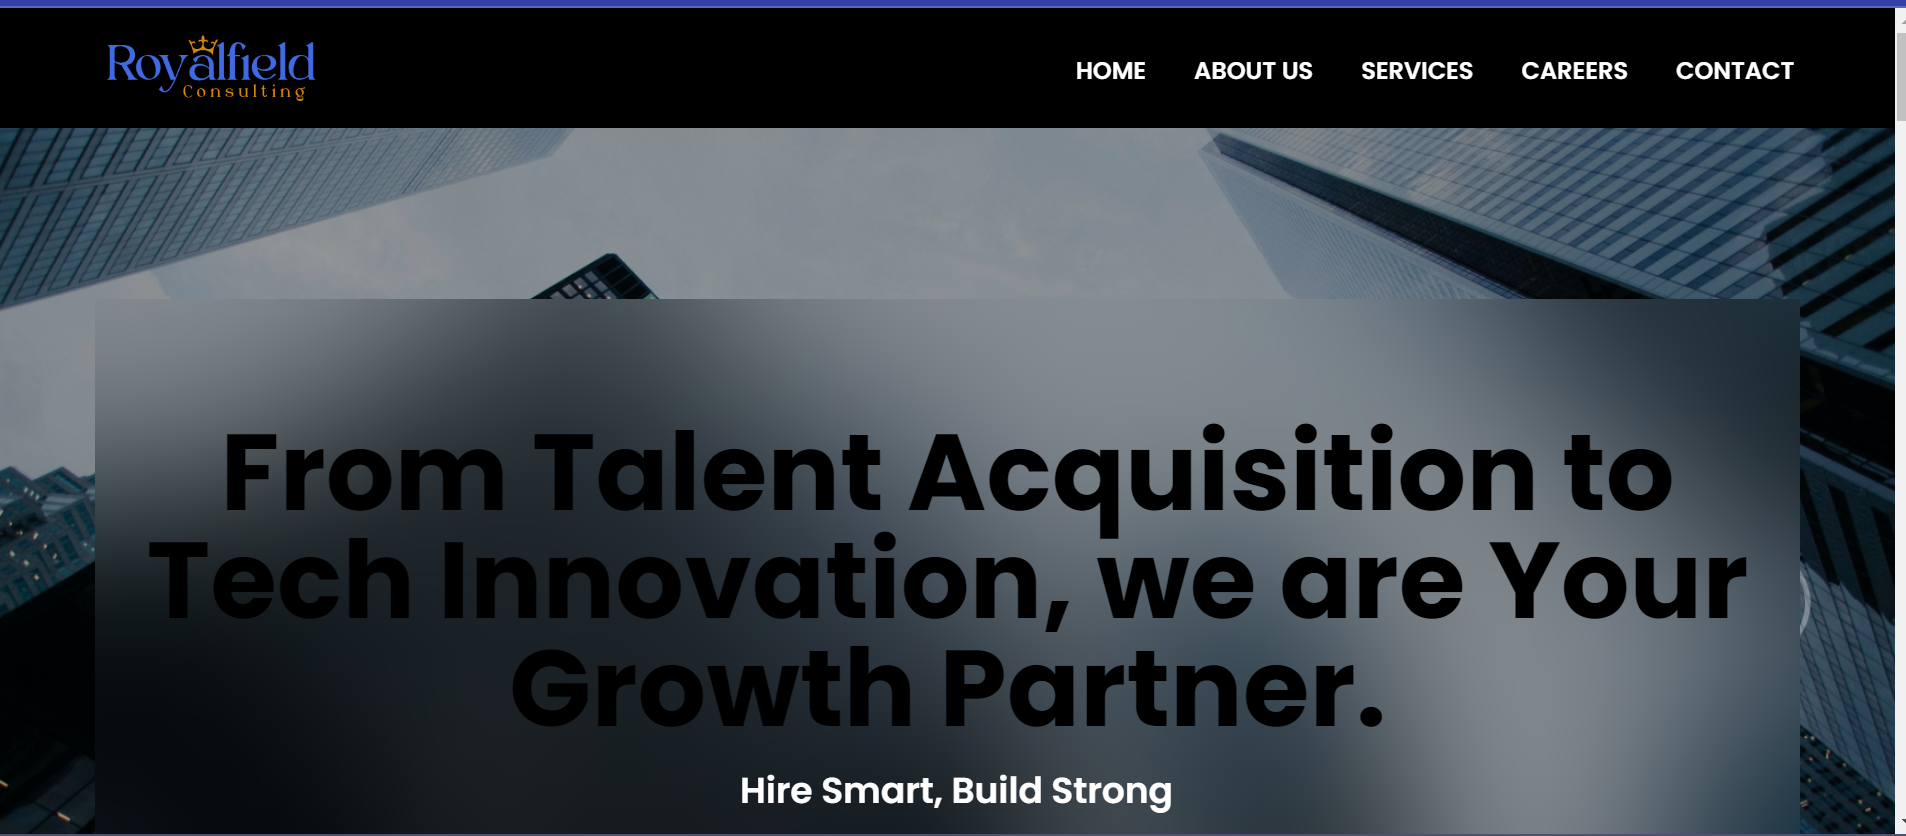 Royalfield
Consulting
HOME ABOUT US SERVICES CAREERS CONTACT
From Talent Acquisition to
Tech Innovation, we are Your
Growth Partner.
Hire Smart, Build Strong